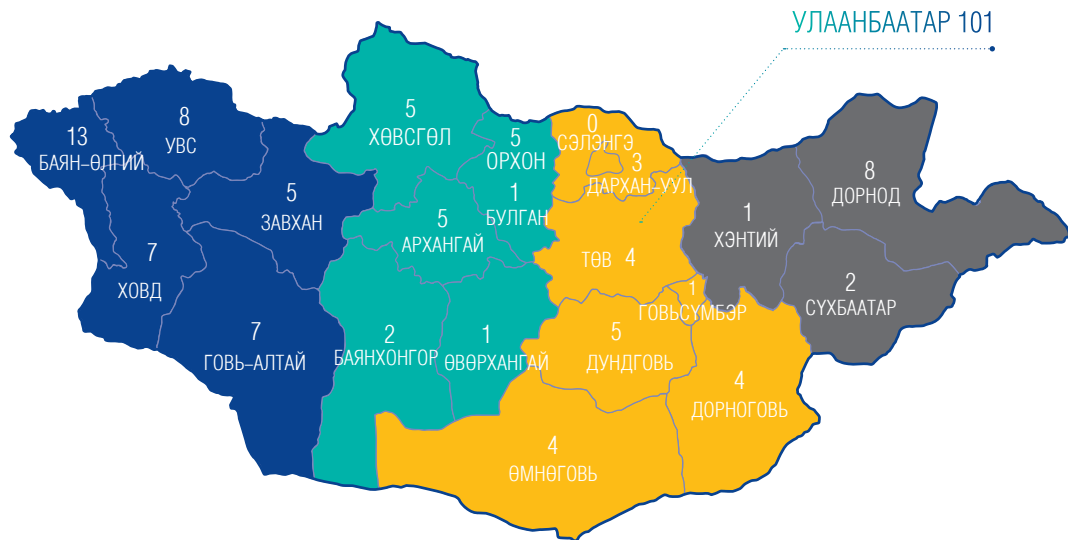 УЛААНБААТАР 101
5
ХӨВСГӨЛ
8
УВС
13
БАЯН–ӨЛГИЙ
5
ЗАВХАН
7
ХОВД
7
ГОВЬ–АЛТАЙ
5
ОРХОН
1
БУЛГАН
5
АРХАНГАЙ
2
БАЯНХОНГОР
1
ӨВӨРХАНГАЙ
0
СЭЛЭНГЭ
3
ДАРХАН–УУЛ
ТӨВ 4
1
ГОВЬСҮМБЭР
5
ДУНДГОВЬ
4
ДОРНОГОВЬ
4
ӨМНӨГОВЬ
1
ХЭНТИЙ
8
ДОРНОД
2
СҮХБААТАР